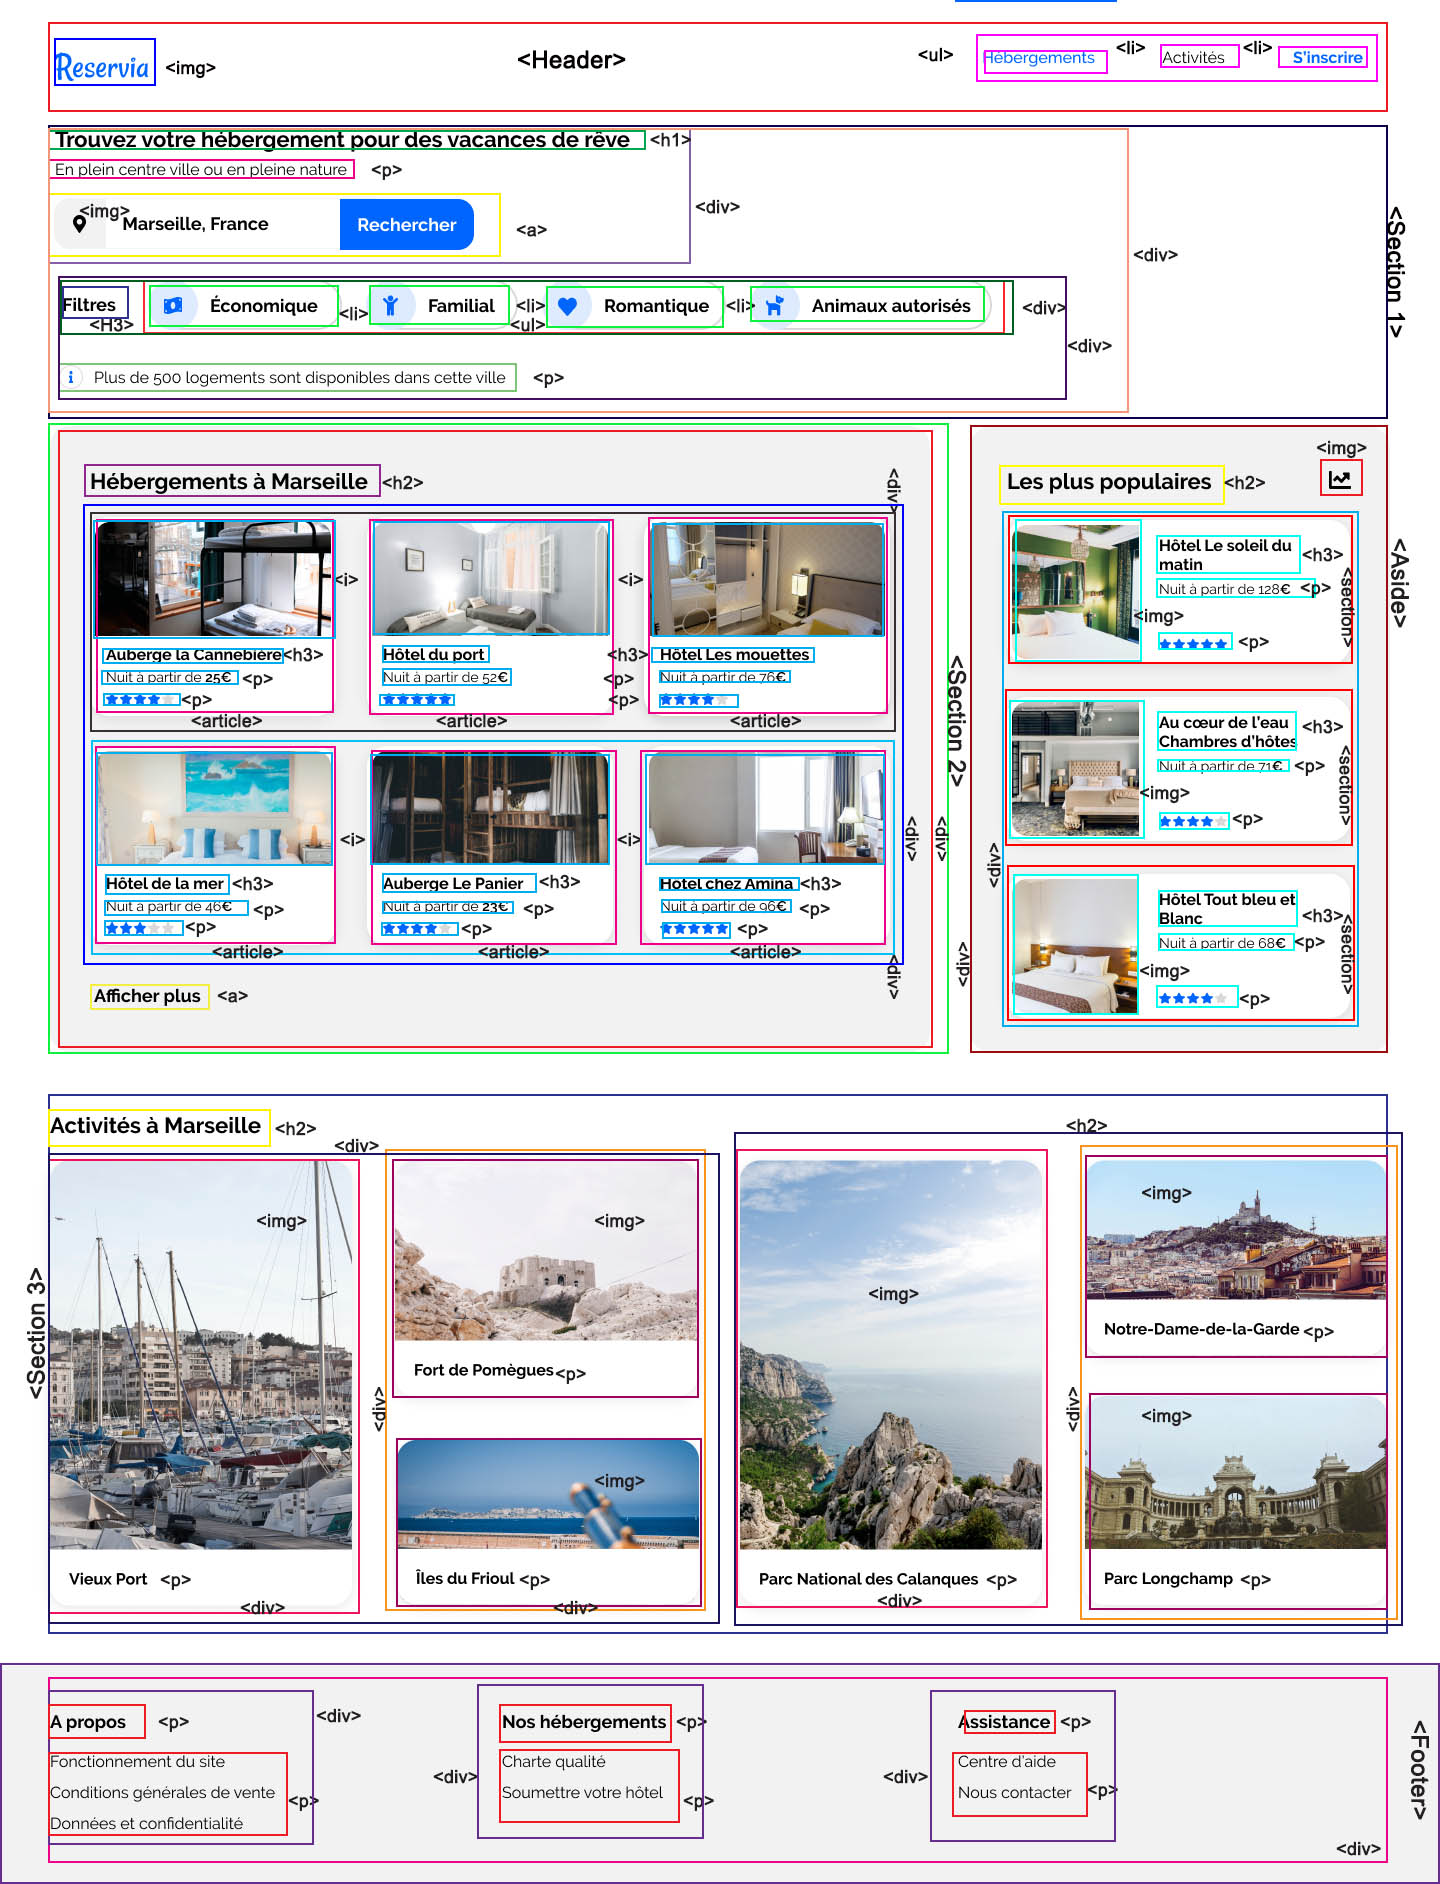 Reservia <img> <Header> <ul> Hébergements <li> Activités <li> S'inscrire
Trouvez votre hébergement pour des vacances de rêve <h1>
En plein centre ville ou en pleine nature <p>
<img> Marseille, France Rechercher <a> <div>
<div>
<Section 1>
Filtres <H3> Économique <li> Familial <li> <ul> Romantique <li> Animaux autorisés <div>
<div>
Plus de 500 logements sont disponibles dans cette ville <p>
Hébergements à Marseille <h2> <div>
<i> <i>
Auberge la Cannebière <h3> Hôtel du port <h3> Hôtel Les mouettes
Nuit à partir de 25€ <p> Nuit à partir de 52€ <p> Nuit à partir de 76€
<p> <p>
<article> <article> <article>
<i> <i>
Hôtel de la mer <h3> Auberge Le Panier <h3> Hotel chez Amina <h3>
Nuit à partir de 46€ <p> Nuit à partir de 23€ <p> Nuit à partir de 96€ <p>
<p> <p> <p>
<article> <article> <article>
<div> <div>
<div>
Afficher plus <a>
<Section 2>
<div>
<img>
Les plus populaires <h2>
Hôtel Le soleil du
matin <h3>
Nuit à partir de 128€ <p>
<img>
<p>
<section>
<Aside>
Au cœur de l'eau
Chambres d'hôtes <h3>
Nuit à partir de 71€ <p>
<img>
<p>
<section>
<div>
Hôtel Tout bleu et
Blanc <h3>
Nuit à partir de 68€ <p>
<img>
<p>
<section>
Activités à Marseille <h2>
<div>
<h2>
<Section 3>
<img>
Vieux Port <p>
<div>
<div>
<img>
Fort de Pomègues <p>
<img>
Îles du Frioul <p>
<div>
<img>
Parc National des Calanques <p>
<div>
<div>
<img>
Notre-Dame-de-la-Garde <p>
<img>
Parc Longchamp <p>
A propos <p> <div>
Fonctionnement du site
Conditions générales de vente
Données et confidentialité
<p>
<div>
Nos hébergements <p>
Charte qualité
Soumettre votre hôtel
<p>
<div>
Assistance <p>
Centre d'aide
Nous contacter <p>
<div>
<Footer>